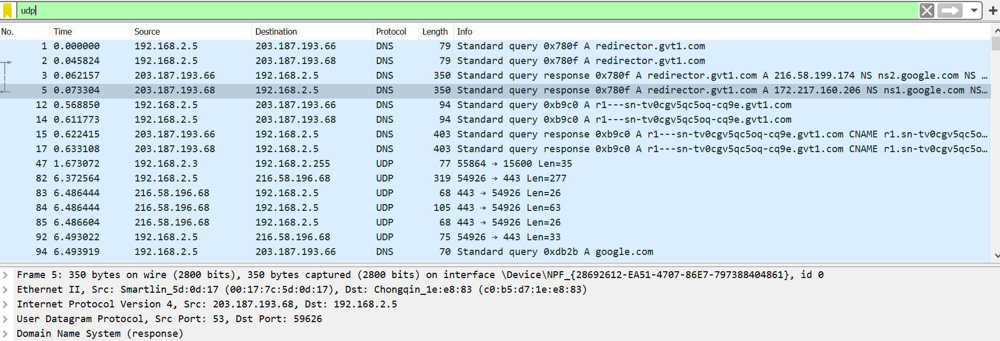 udp
No. Time Source Destination Protocol Length Info
1 0.000000 192.168.2.5 203.187.193.66 DNS 79 Standard query 0x780f A redirector.gvt1.com
2 0.045824 192.168.2.5 203.187.193.68 DNS 79 Standard query 0x780f A redirector.gvt1.com
3 0.062157 203.187.193.66 192.168.2.5 DNS 350 Standard query response 0x780f A redirector.gvt1.com A 216.58.199.174 NS ns2.google.com NS …
5 0.073304 203.187.193.68 192.168.2.5 DNS 350 Standard query response 0x780f A redirector.gvt1.com A 172.217.160.206 NS ns1.google.com NS…
12 0.568850 192.168.2.5 203.187.193.66 DNS 94 Standard query 0xb9c0 A r1---sn-tv0cgv5qc5oq-cq9e.gvt1.com
14 0.611773 192.168.2.5 203.187.193.68 DNS 94 Standard query 0xb9c0 A r1---sn-tv0cgv5qc5oq-cq9e.gvt1.com
15 0.622415 203.187.193.66 192.168.2.5 DNS 403 Standard query response 0xb9c0 A r1---sn-tv0cgv5qc5oq-cq9e.gvt1.com CNAME r1.sn-tv0cgv5qc5o…
17 0.633108 203.187.193.68 192.168.2.5 DNS 403 Standard query response 0xb9c0 A r1---sn-tv0cgv5qc5oq-cq9e.gvt1.com CNAME r1.sn-tv0cgv5qc5o…
47 1.673072 192.168.2.3 192.168.2.255 UDP 77 55864 → 15600 Len=35
82 6.372564 192.168.2.5 216.58.196.68 UDP 319 54926 → 443 Len=277
83 6.486444 216.58.196.68 192.168.2.5 UDP 68 443 → 54926 Len=26
84 6.486444 216.58.196.68 192.168.2.5 UDP 105 443 → 54926 Len=63
85 6.486604 216.58.196.68 192.168.2.5 UDP 68 443 → 54926 Len=26
92 6.493022 192.168.2.5 216.58.196.68 UDP 75 54926 → 443 Len=33
94 6.493919 192.168.2.5 203.187.193.66 DNS 70 Standard query 0xdb2b A google.com
Frame 5: 350 bytes on wire (2800 bits), 350 bytes captured (2800 bits) on interface \Device\NPF_{28692612-EA51-4707-86E7-797388404861}, id 0
Ethernet II, Src: Smartlin_5d:0d:17 (00:17:7c:5d:0d:17), Dst: Chongqin_1e:e8:83 (c0:b5:d7:1e:e8:83)
Internet Protocol Version 4, Src: 203.187.193.68, Dst: 192.168.2.5
User Datagram Protocol, Src Port: 53, Dst Port: 59626
Domain Name System (response)